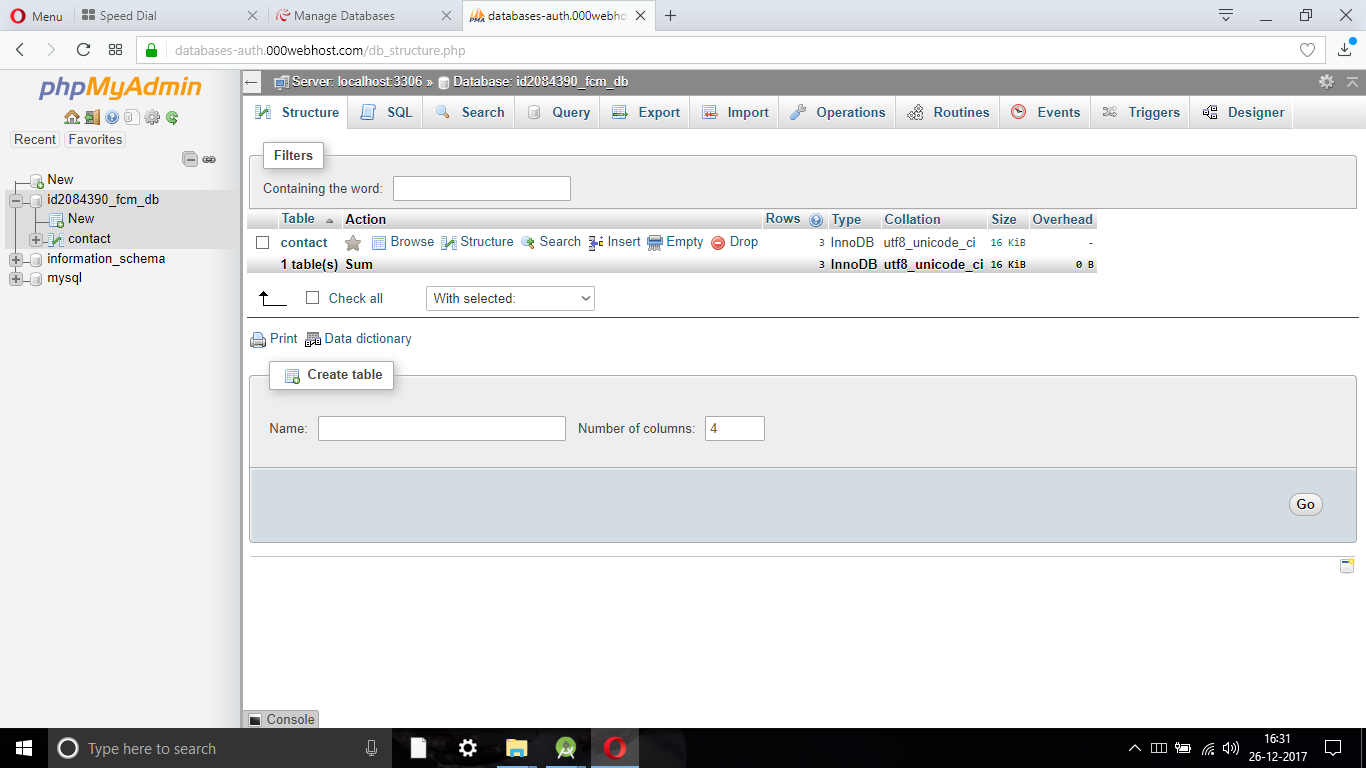 Menu
Speed Dial
Manage Databases
databases-auth.000webho
databases-auth.000webhost.com/db_structure.php
phpMyAdmin
Recent
Favorites
New
id2084390_fcm_db
New
contact
information_schema
mysql
Server: localhost:3306 » Database: id2084390_fcm_db
Structure SQL Search Query Export Import Operations Routines Events Triggers Designer
Filters
Containing the word:
Table Action Rows Type Collation Size Overhead
contact Browse Structure Search Insert Empty Drop 3 InnoDB utf8_unicode_ci 16 KiB -
1 table(s) Sum 3 InnoDB utf8_unicode_ci 16 KiB 0 B
Check all With selected:
Print Data dictionary
Create table
Name: Number of columns: 4
Go
Console
Type here to search
16:31
26-12-2017